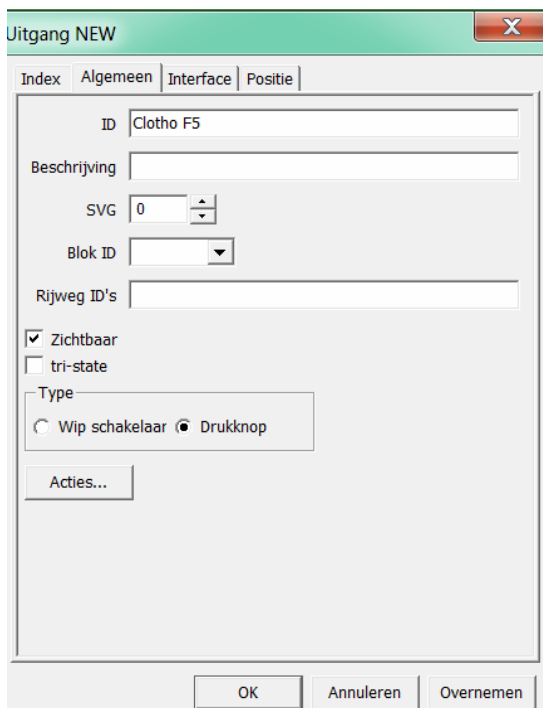 Uitgang NEW
Index Algemeen Interface Positie
ID Clotho F5
Beschrijving
SVG 0
Blok ID
Rijweg ID's
Zichtbaar
tri-state
Type
Wip schakelaar Drukknop
Acties...
OK Annuleren Overnemen